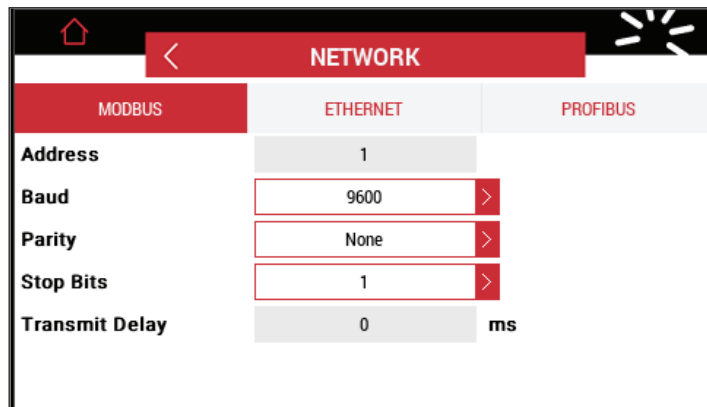 NETWORK
MODBUS ETHERNET PROFIBUS
Address 1
Baud 9600
Parity None
Stop Bits 1
Transmit Delay 0 ms